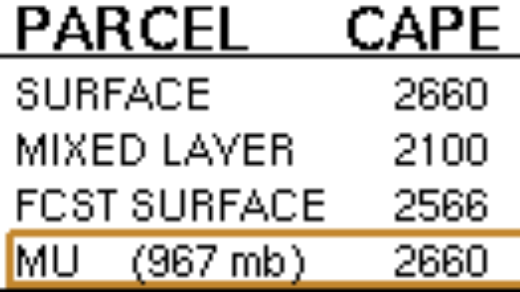 PARCEL CAPE
SURFACE 2660
MIXED LAYER 2100
FCST SURFACE 2566
MU (967 mb) 2660